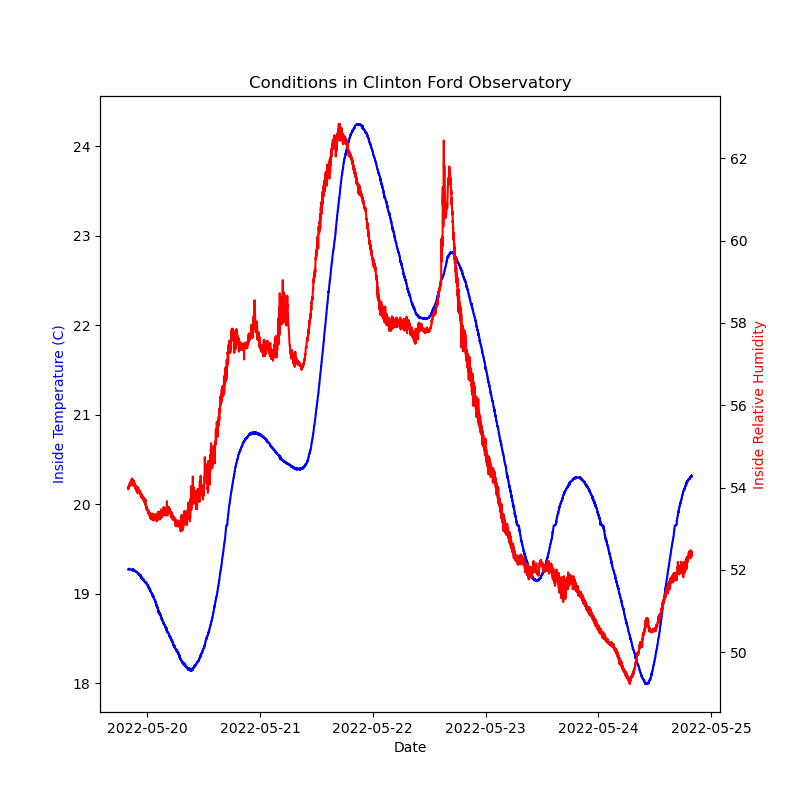 Conditions in Clinton Ford Observatory
Inside Temperature (C)
24
23
22
21
20
19
18
62
60
58
56
54
52
50
Inside Relative Humidity
2022-05-20 2022-05-21 2022-05-22 2022-05-23 2022-05-24 2022-05-25
Date